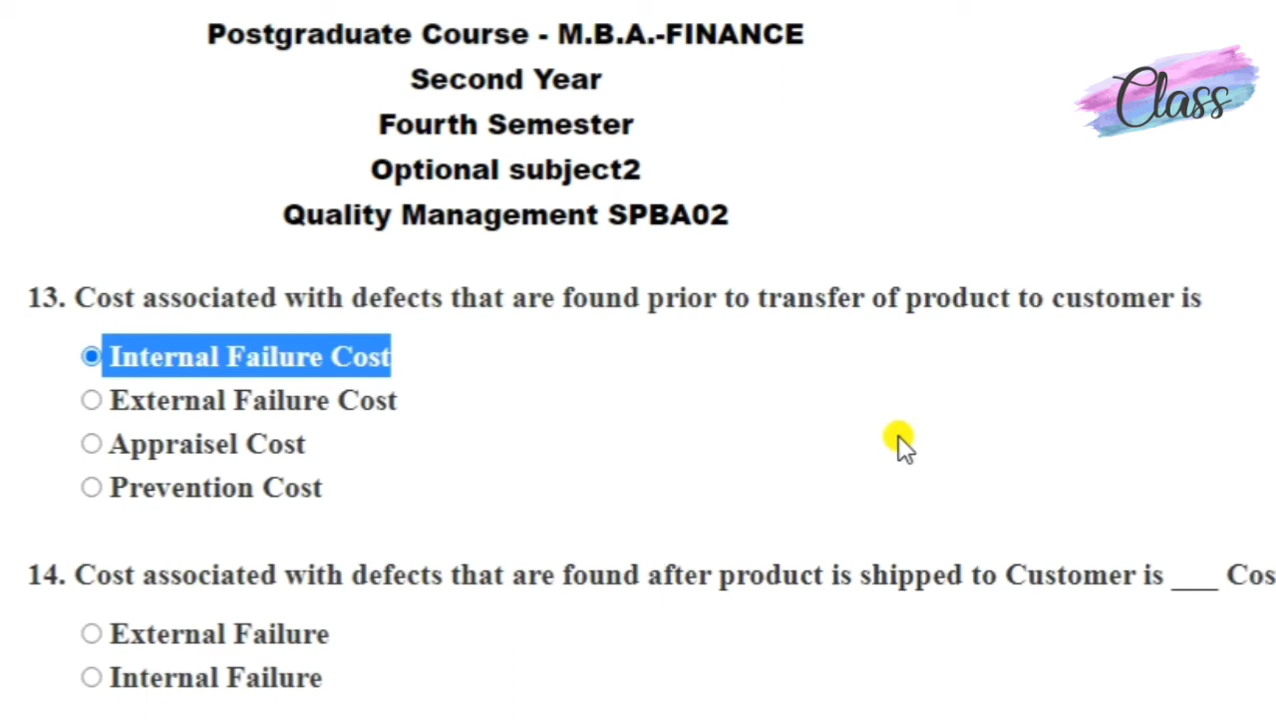 Postgraduate Course - M.B.A.-FINANCE
Second Year
Fourth Semester
Optional subject2
Quality Management SPBA02
Class
13. Cost associated with defects that are found prior to transfer of product to customer is
Internal Failure Cost
External Failure Cost
Appraisel Cost
Prevention Cost
14. Cost associated with defects that are found after product is shipped to Customer is ___ Cos
External Failure
Internal Failure